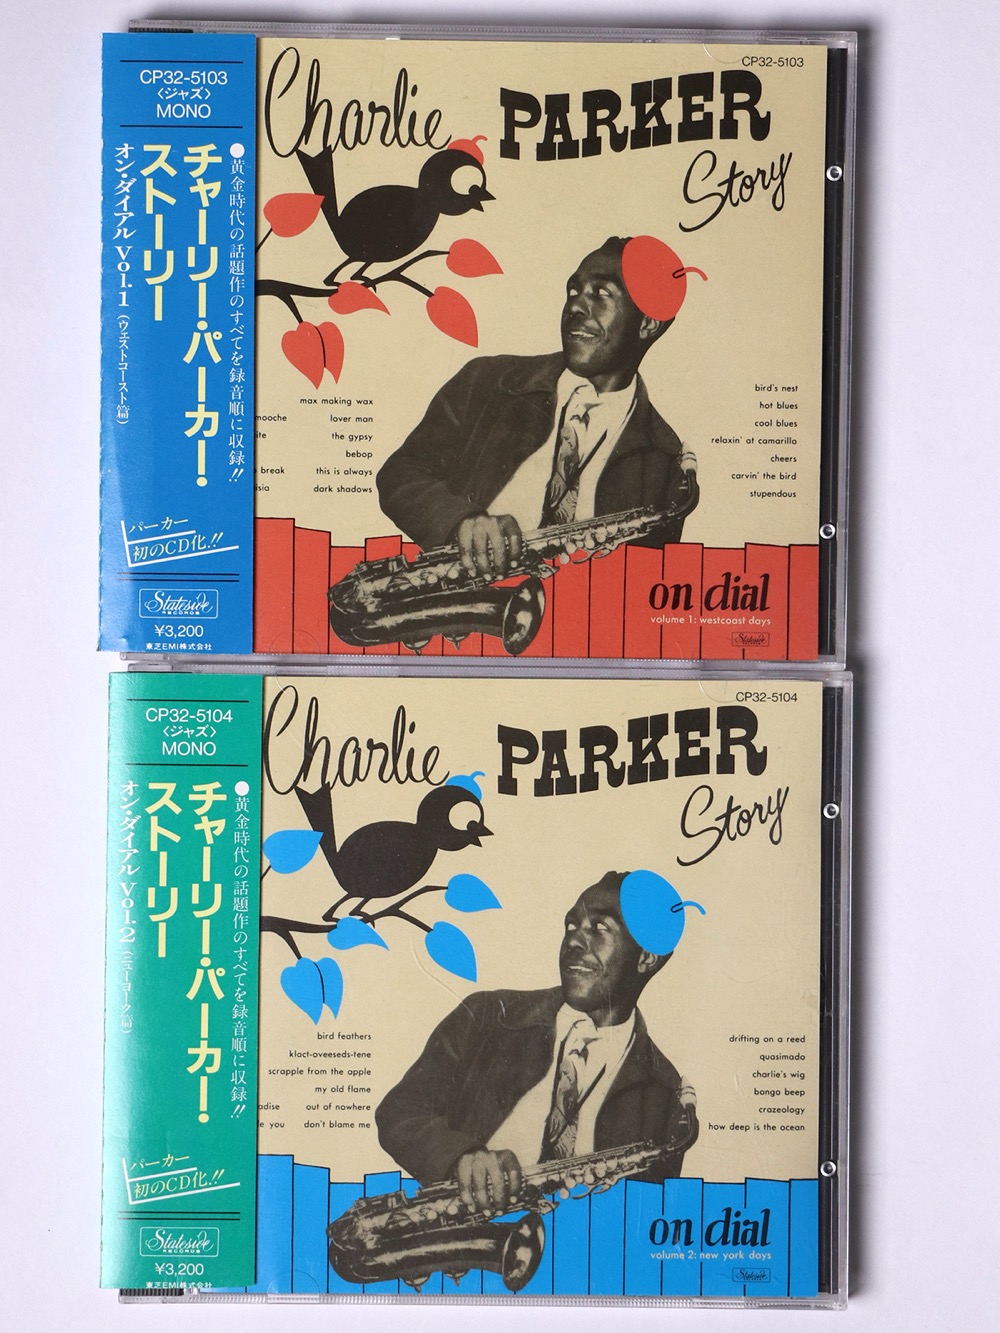 CP32-5103
〈ジャズ〉
MONO
●黄金時代の話題作のすべてを録音順に収録!!
チャーリー・パーカー・
ストーリー
オン・ダイアル Vol.1（ウェストコースト篇）
パーカー
初のCD化!!
Stateside
RECORDS
¥3,200
東芝EMI株式会社
CP32-5103
Charlie PARKER
Story
max making wax
mooche lover man
ite the gypsy
bebop
break this is always
isia dark shadows
bird's nest
hot blues
cool blues
relaxin' at camarillo
cheers
carvin' the bird
stupendous
on dial
volume 1: westcoast days
Stateside
CP32-5104
〈ジャズ〉
MONO
●黄金時代の話題作のすべてを録音順に収録!!
チャーリー・パーカー・
ストーリー
オン・ダイアル Vol.2（ニューヨーク篇）
パーカー
初のCD化!!
Stateside
RECORDS
¥3,200
東芝EMI株式会社
CP32-5104
Charlie PARKER
Story
bird feathers
klact-oveeseds-tene
scrapple from the apple
my old flame
adise out of nowhere
e you don't blame me
drifting on a reed
quasimado
charlie's wig
bongo beep
crazeology
how deep is the ocean
on dial
volume 2: new york days
Stateside